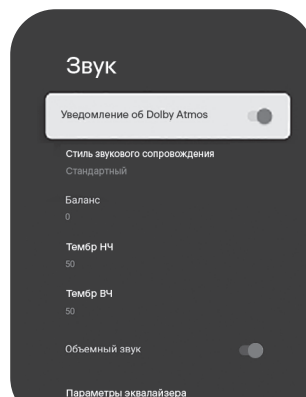 Звук
Уведомление об Dolby Atmos
Стиль звукового сопровождения
Стандартный
Баланс
0
Тембр НЧ
50
Тембр ВЧ
50
Объемный звук
Параметры эквалайзера